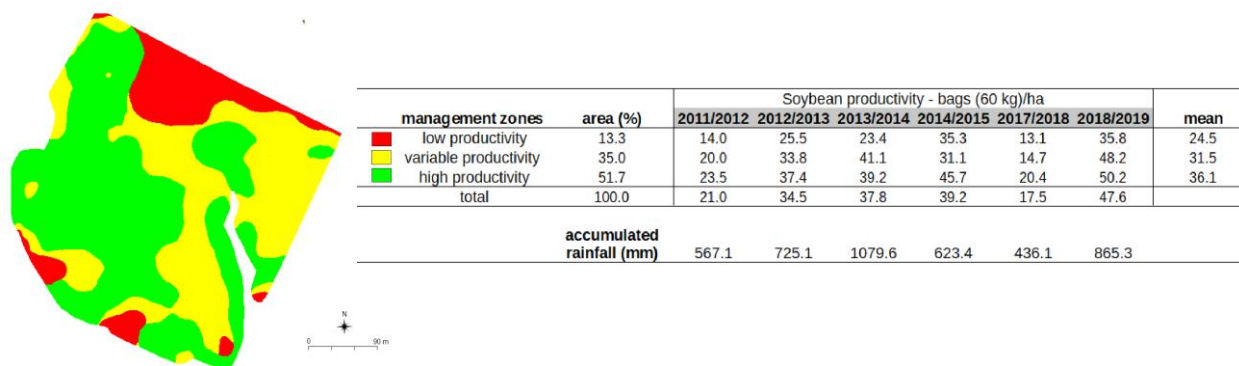 Soybean productivity - bags (60 kg)/ha
management zones area (%) 2011/2012 2012/2013 2013/2014 2014/2015 2017/2018 2018/2019 mean
low productivity 13.3 14.0 25.5 23.4 35.3 13.1 35.8 24.5
variable productivity 35.0 20.0 33.8 41.1 31.1 14.7 48.2 31.5
high productivity 51.7 23.5 37.4 39.2 45.7 20.4 50.2 36.1
total 100.0 21.0 34.5 37.8 39.2 17.5 47.6
accumulated
rainfall (mm) 567.1 725.1 1079.6 623.4 436.1 865.3
N
0 90 m